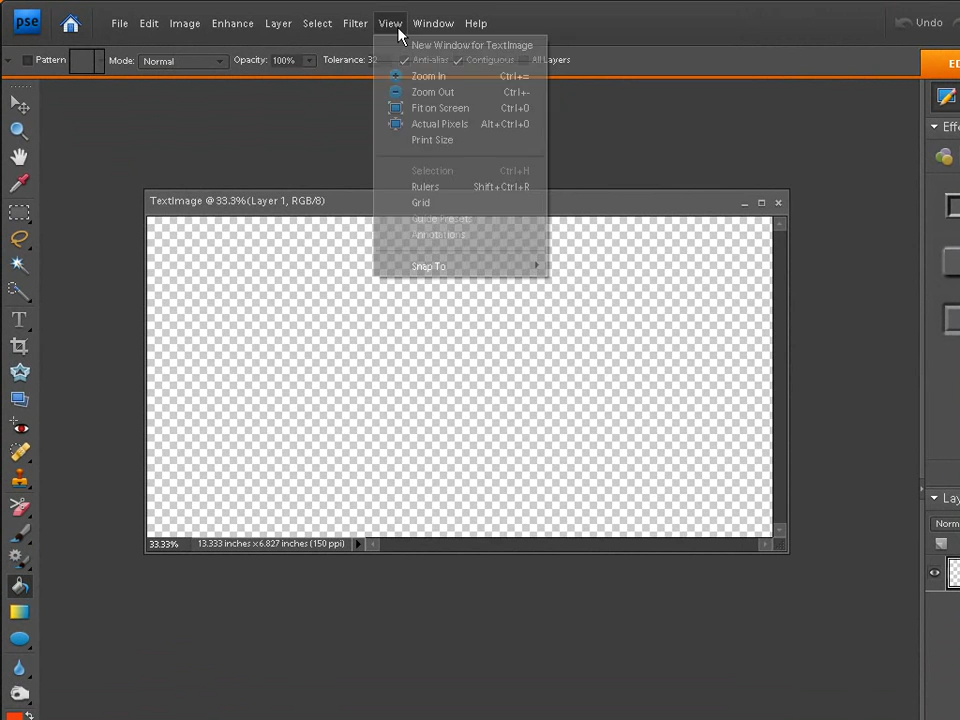 pse File Edit Image Enhance Layer Select Filter View Window Help Undo
Pattern Mode: Normal Opacity: 100% Tolerance: 32 Anti-alias Contiguous All Layers
New Window for TextImage
Zoom In Ctrl+=
Zoom Out Ctrl+-
Fit on Screen Ctrl+0
Actual Pixels Alt+Ctrl+0
Print Size
Selection Ctrl+H
Rulers Shift+Ctrl+R
Grid
Guide Preset
Annotations
Snap To
TextImage @ 33.3%(Layer 1, RGB/8)
T
33.33% 13.333 inches x 6.827 inches (150 ppi)